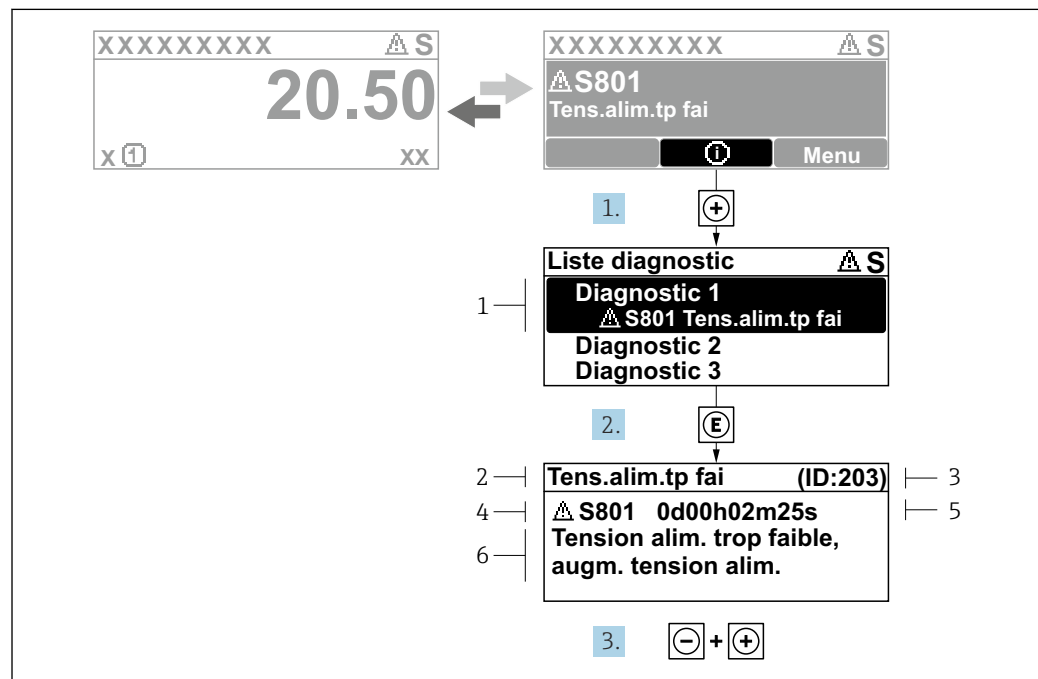 XXXXXXXXX ⚠ S
20.50
x ① xx
XXXXXXXXX ⚠ S
⚠ S801
Tens.alim.tp fai
ⓘ Menu
1. ⊕
Liste diagnostic ⚠ S
1
Diagnostic 1
⚠ S801 Tens.alim.tp fai
Diagnostic 2
Diagnostic 3
2. Ⓔ
2 Tens.alim.tp fai (ID:203) 3
4 ⚠ S801 0d00h02m25s 5
6
Tension alim. trop faible,
augm. tension alim.
3. ⊖ + ⊕